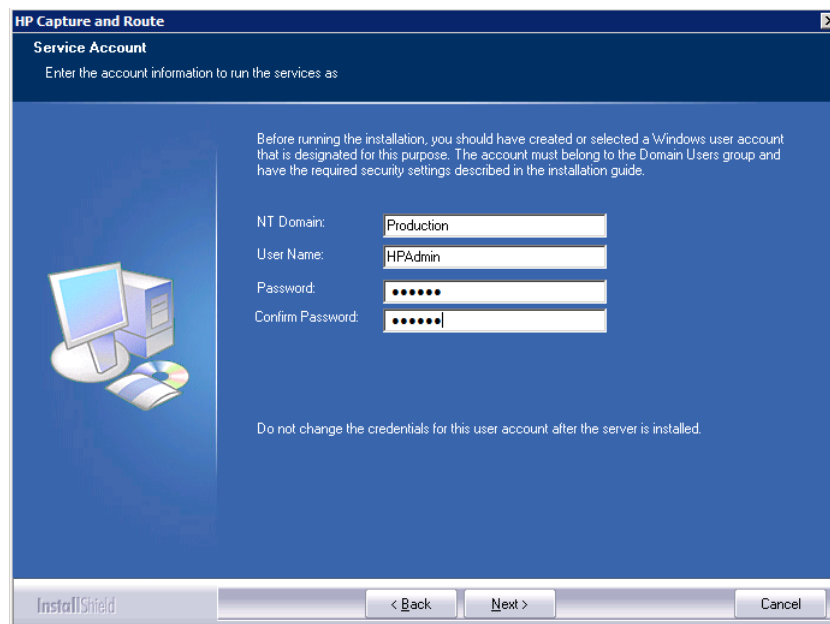 HP Capture and Route
Service Account
Enter the account information to run the services as
Before running the installation, you should have created or selected a Windows user account
that is designated for this purpose. The account must belong to the Domain Users group and
have the required security settings described in the installation guide.
NT Domain: Production
User Name: HPAdmin
Password: ●●●●●●
Confirm Password: ●●●●●●
Do not change the credentials for this user account after the server is installed.
InstallShield
< Back Next > Cancel